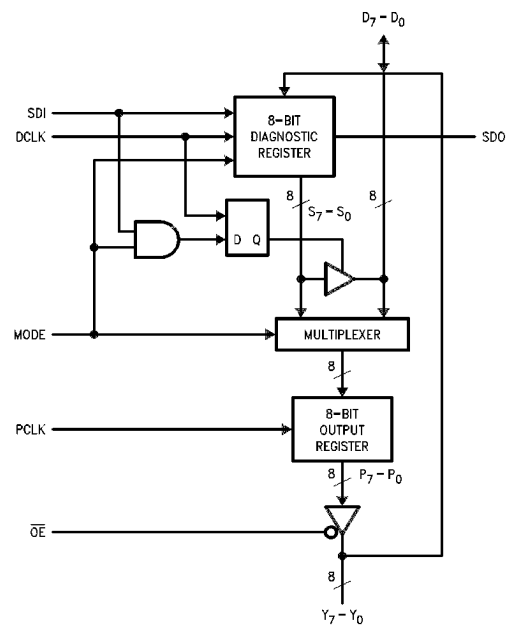 D₇ – D₀
SDI
DCLK
8-BIT
DIAGNOSTIC
REGISTER
SDO
8
S₇ – S₀
8
D Q
MODE
MULTIPLEXER
8
PCLK
8-BIT
OUTPUT
REGISTER
8
P₇ – P₀
O̅E̅
8
Y₇ – Y₀